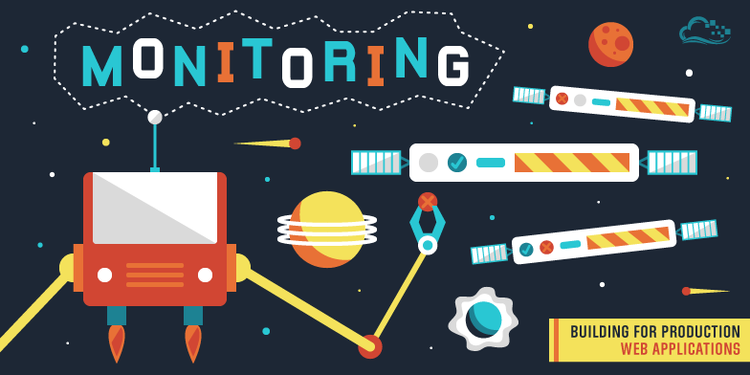 MONITORING
BUILDING FOR PRODUCTION
WEB APPLICATIONS